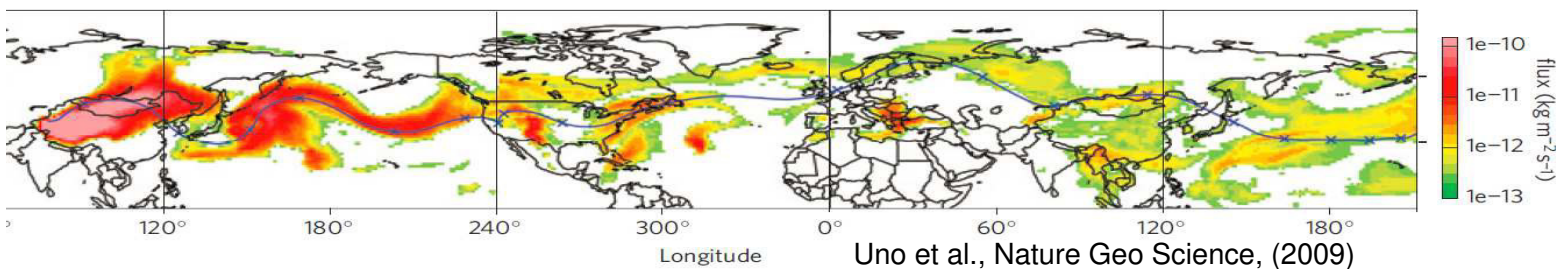 1e−10
1e−11
1e−12
1e−13
flux (kg m⁻²s⁻¹)
° 120° 180° 240° 300° 0° 60° 120° 180°
Longitude
Uno et al., Nature Geo Science, (2009)